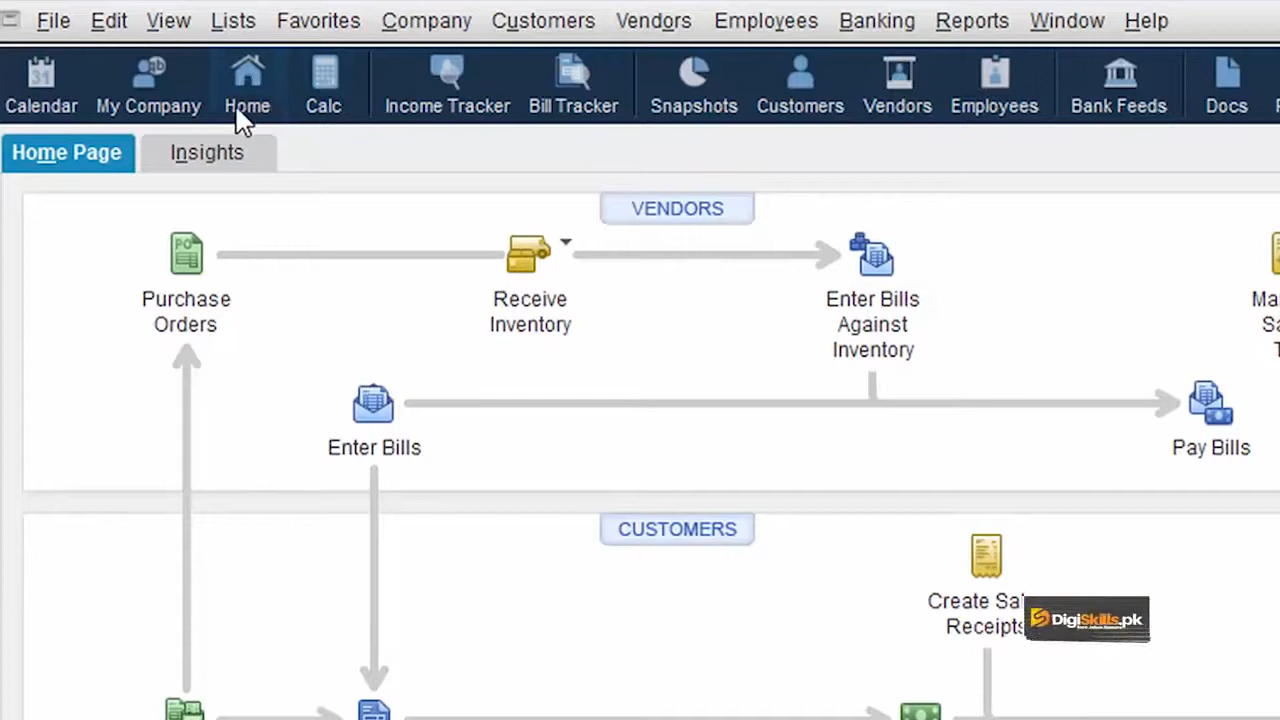 File Edit View Lists Favorites Company Customers Vendors Employees Banking Reports Window Help
31
Calendar My Company Home Calc Income Tracker Bill Tracker Snapshots Customers Vendors Employees Bank Feeds Docs
Home Page Insights
VENDORS
PO
Purchase
Orders
Receive
Inventory
Enter Bills
Against
Inventory
Enter Bills
Pay Bills
CUSTOMERS
Create
Receipts
DigiSkills.pk